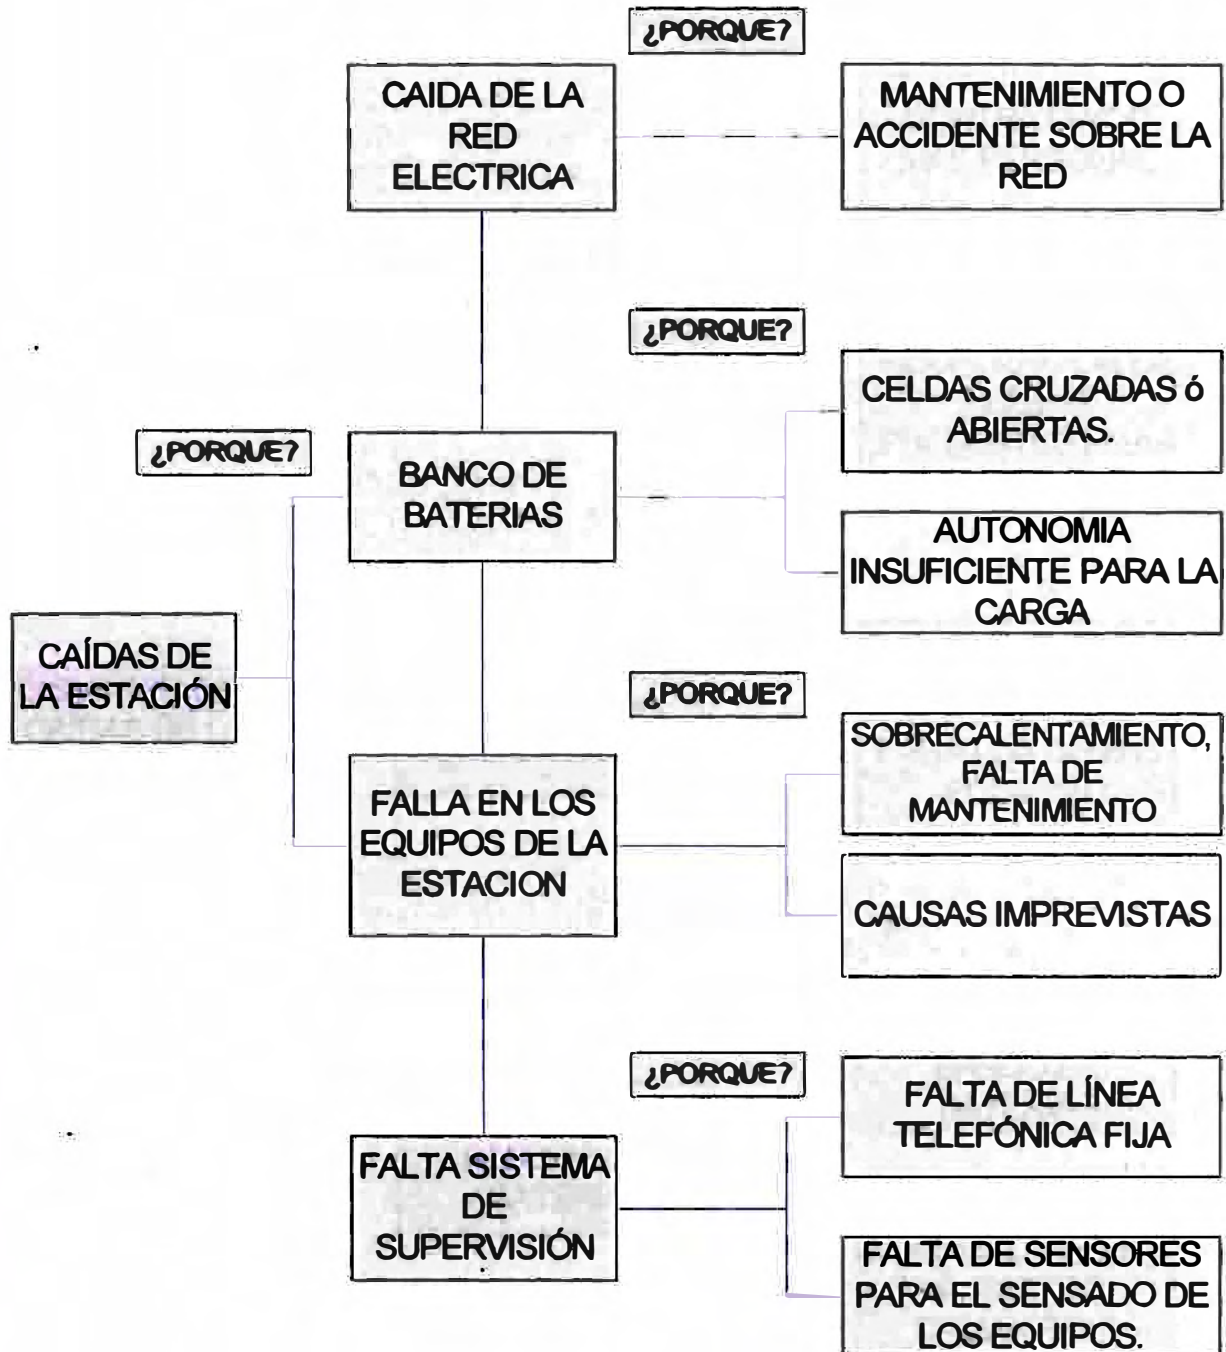 ¿PORQUE?
CAIDA DE LA
RED
ELECTRICA
MANTENIMIENTO O
ACCIDENTE SOBRE LA
RED
¿PORQUE?
CELDAS CRUZADAS ó
ABIERTAS.
¿PORQUE?
BANCO DE
BATERIAS
AUTONOMIA
INSUFICIENTE PARA LA
CARGA
CAÍDAS DE
LA ESTACIÓN
¿PORQUE?
SOBRECALENTAMIENTO,
FALTA DE
MANTENIMIENTO
FALLA EN LOS
EQUIPOS DE LA
ESTACION
CAUSAS IMPREVISTAS
¿PORQUE?
FALTA DE LÍNEA
TELEFÓNICA FIJA
FALTA SISTEMA
DE
SUPERVISIÓN
FALTA DE SENSORES
PARA EL SENSADO DE
LOS EQUIPOS.